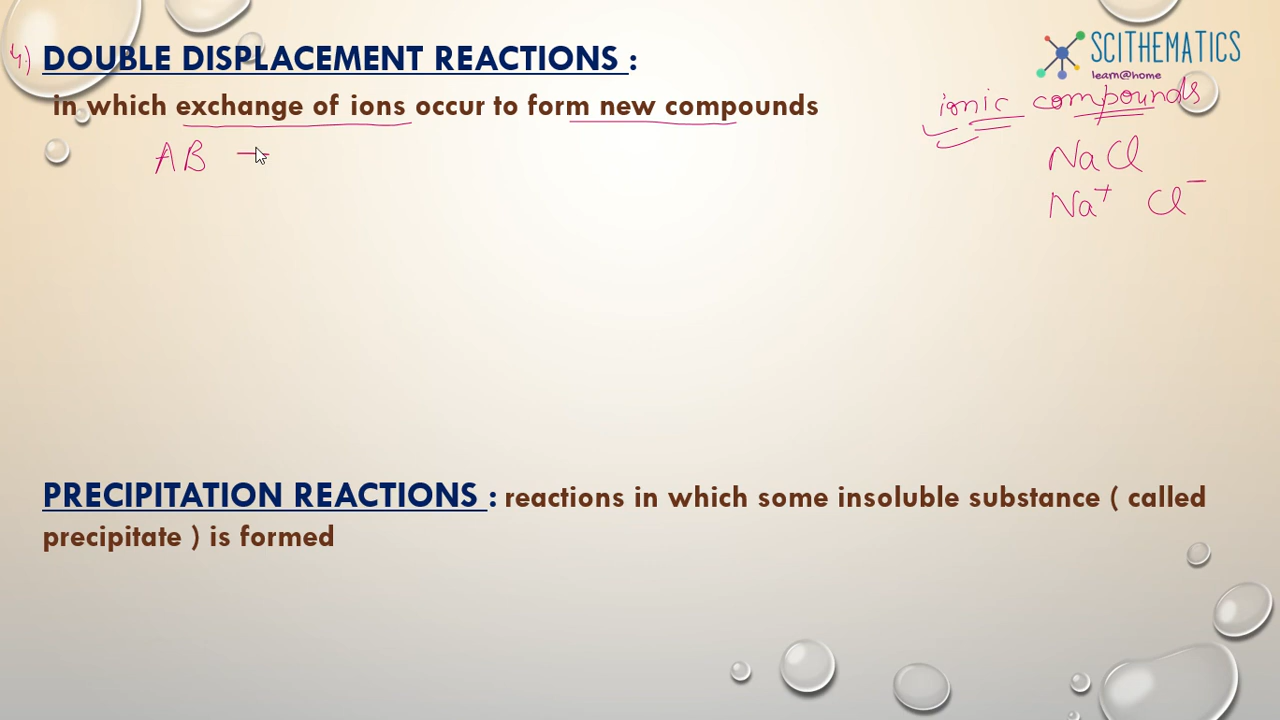 4.) DOUBLE DISPLACEMENT REACTIONS :
SCITHEMATICS
learn@home
in which exchange of ions occur to form new compounds
ionic compounds
AB –
NaCl
Na⁺ Cl⁻
PRECIPITATION REACTIONS : reactions in which some insoluble substance ( called
precipitate ) is formed